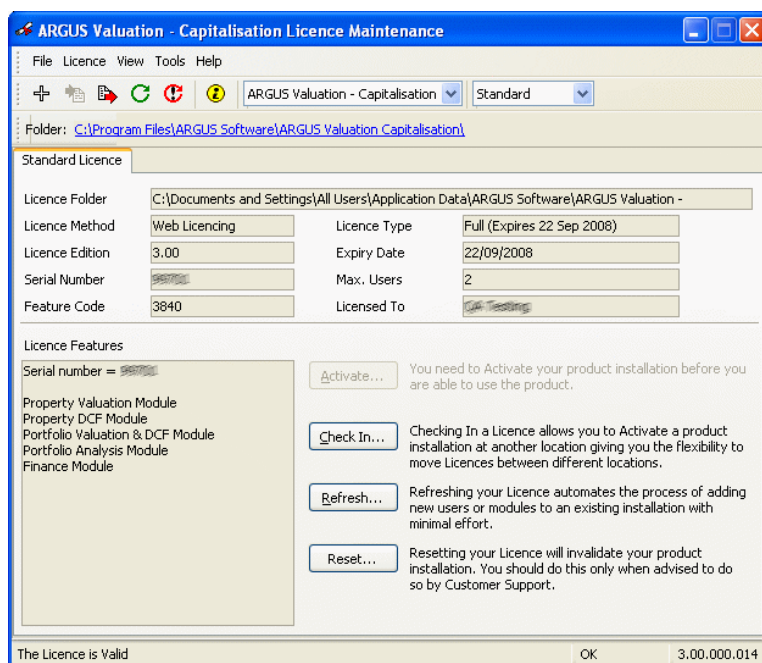 ARGUS Valuation - Capitalisation Licence Maintenance
File Licence View Tools Help
ARGUS Valuation - Capitalisation Standard
Folder: C:\Program Files\ARGUS Software\ARGUS Valuation Capitalisation\
Standard Licence
Licence Folder C:\Documents and Settings\All Users\Application Data\ARGUS Software\ARGUS Valuation -
Licence Method Web Licencing Licence Type Full (Expires 22 Sep 2008)
Licence Edition 3.00 Expiry Date 22/09/2008
Serial Number Max. Users 2
Feature Code 3840 Licensed To
Licence Features
Serial number =
Property Valuation Module
Property DCF Module
Portfolio Valuation & DCF Module
Portfolio Analysis Module
Finance Module
Activate... You need to Activate your product installation before you
are able to use the product.
Check In... Checking In a Licence allows you to Activate a product
installation at another location giving you the flexibility to
move Licences between different locations.
Refresh... Refreshing your Licence automates the process of adding
new users or modules to an existing installation with
minimal effort.
Reset... Resetting your Licence will invalidate your product
installation. You should do this only when advised to do
so by Customer Support.
The Licence is Valid OK 3.00.000.014